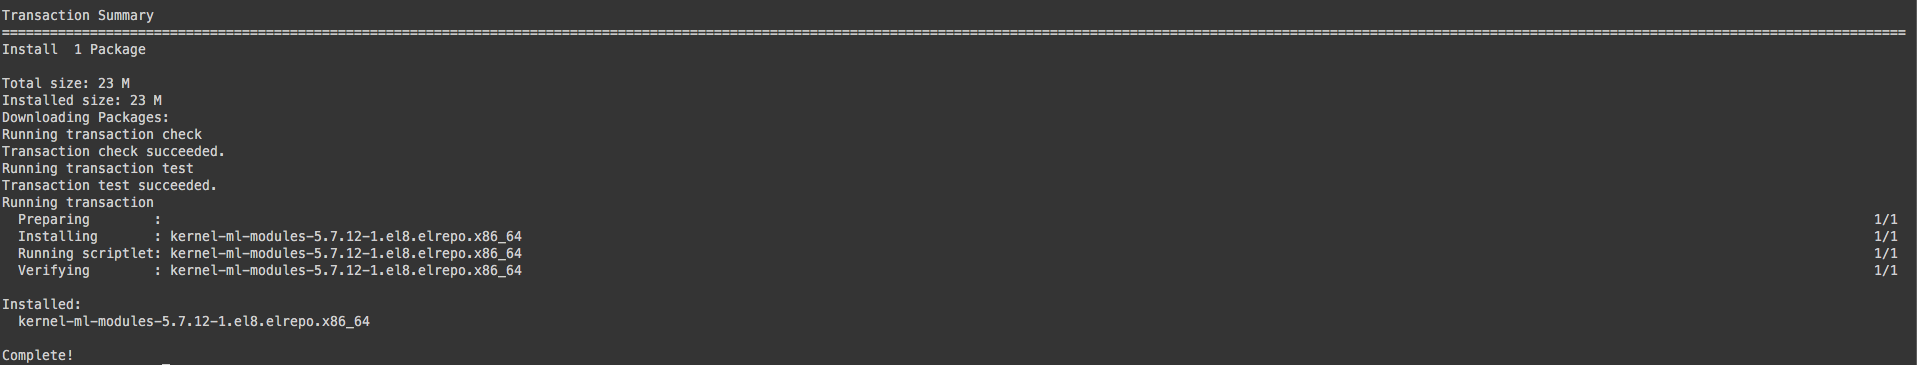 Transaction Summary
================================================================================================================================================================================================================================================
Install  1 Package
Total size: 23 M
Installed size: 23 M
Downloading Packages:
Running transaction check
Transaction check succeeded.
Running transaction test
Transaction test succeeded.
Running transaction
  Preparing        :                                                                                                                                                                                                                      1/1
  Installing       : kernel-ml-modules-5.7.12-1.el8.elrepo.x86_64                                                                                                                                                                         1/1
  Running scriptlet: kernel-ml-modules-5.7.12-1.el8.elrepo.x86_64                                                                                                                                                                         1/1
  Verifying        : kernel-ml-modules-5.7.12-1.el8.elrepo.x86_64                                                                                                                                                                         1/1
Installed:
  kernel-ml-modules-5.7.12-1.el8.elrepo.x86_64
Complete!